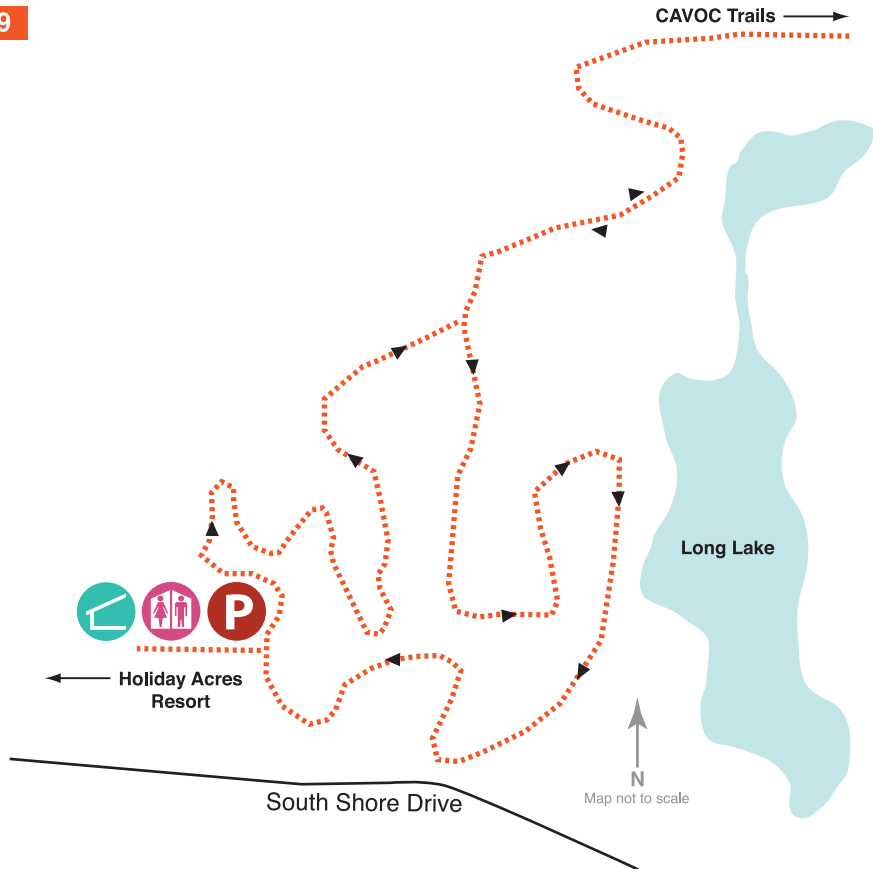 9
CAVOC Trails
Long Lake
P
Holiday Acres
Resort
N
Map not to scale
South Shore Drive